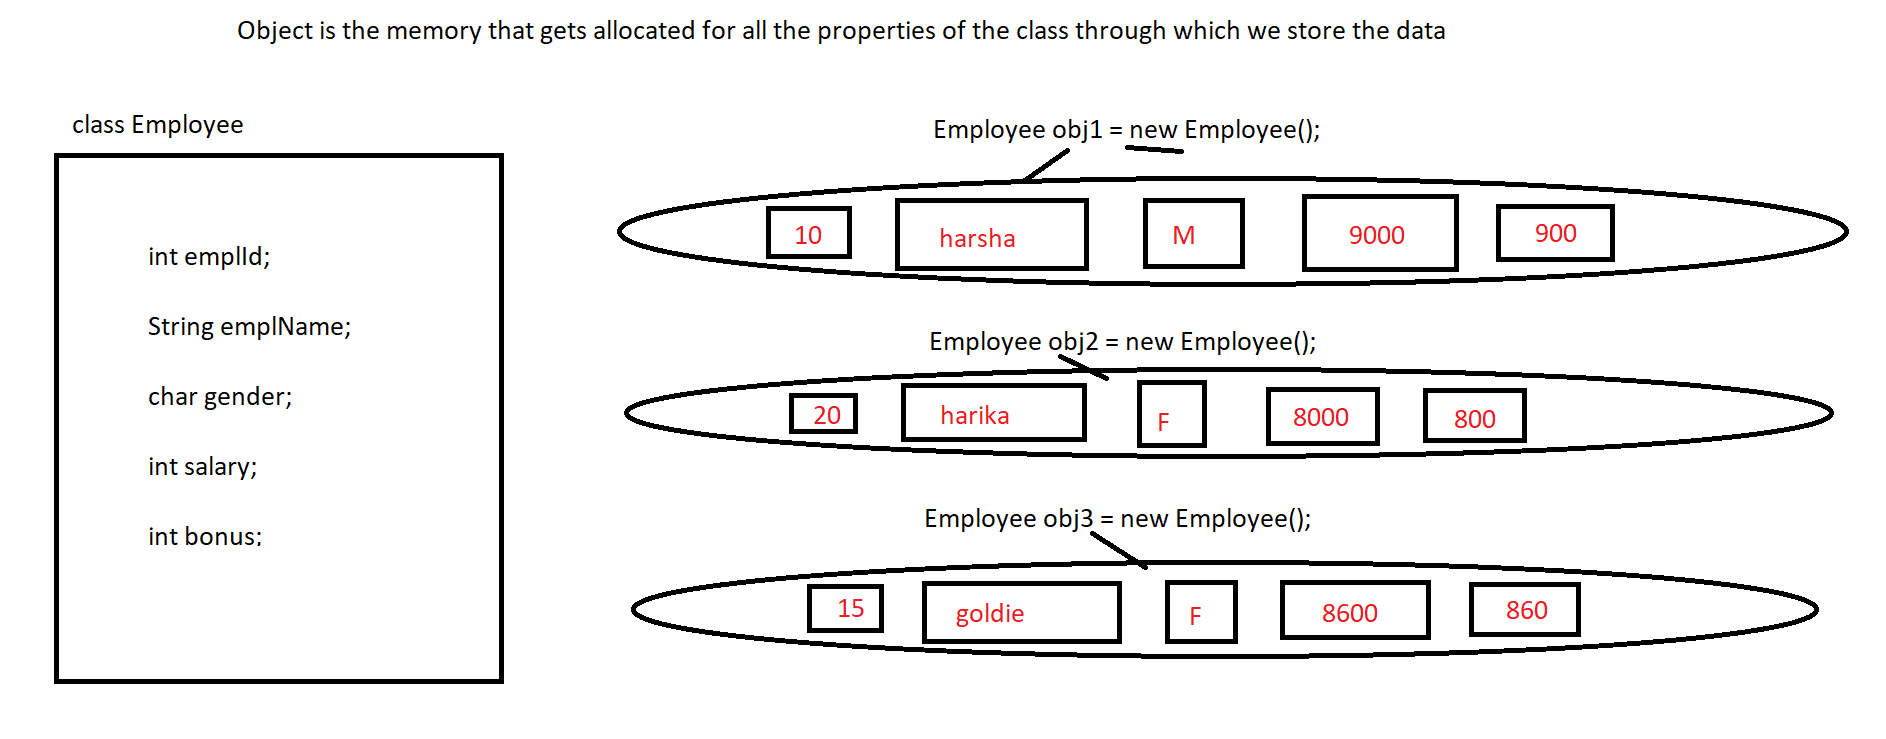 Object is the memory that gets allocated for all the properties of the class through which we store the data
class Employee
int emplId;
String emplName;
char gender;
int salary;
int bonus;
Employee obj1 = new Employee();
10 harsha M 9000 900
Employee obj2 = new Employee();
20 harika F 8000 800
Employee obj3 = new Employee();
15 goldie F 8600 860